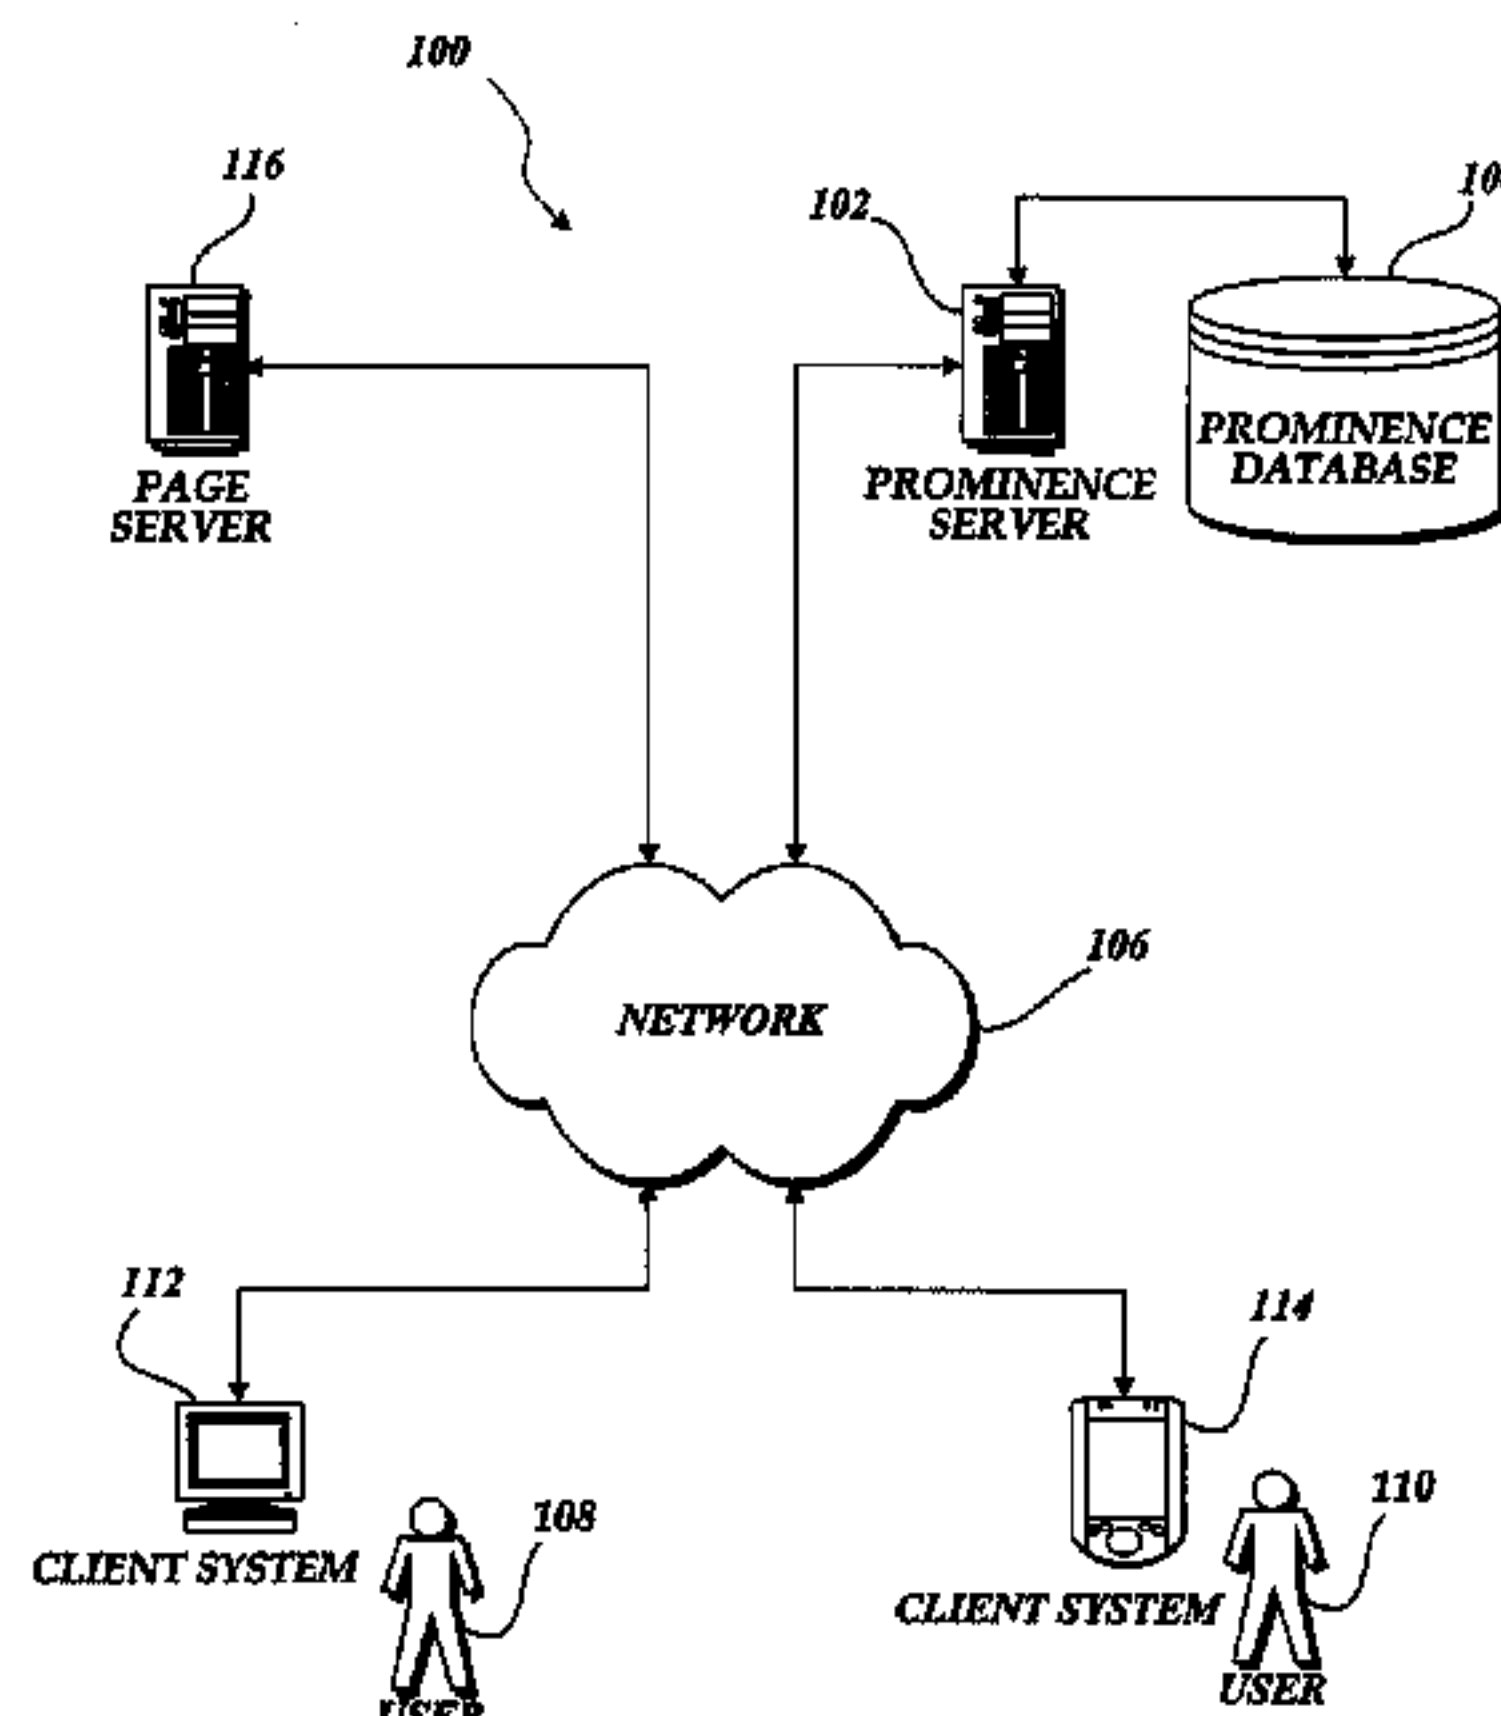 100
116
102
PROMINENCE
DATABASE
PAGE
SERVER
PROMINENCE
SERVER
106
NETWORK
112
114
110
108
CLIENT SYSTEM
CLIENT SYSTEM
USER
USER